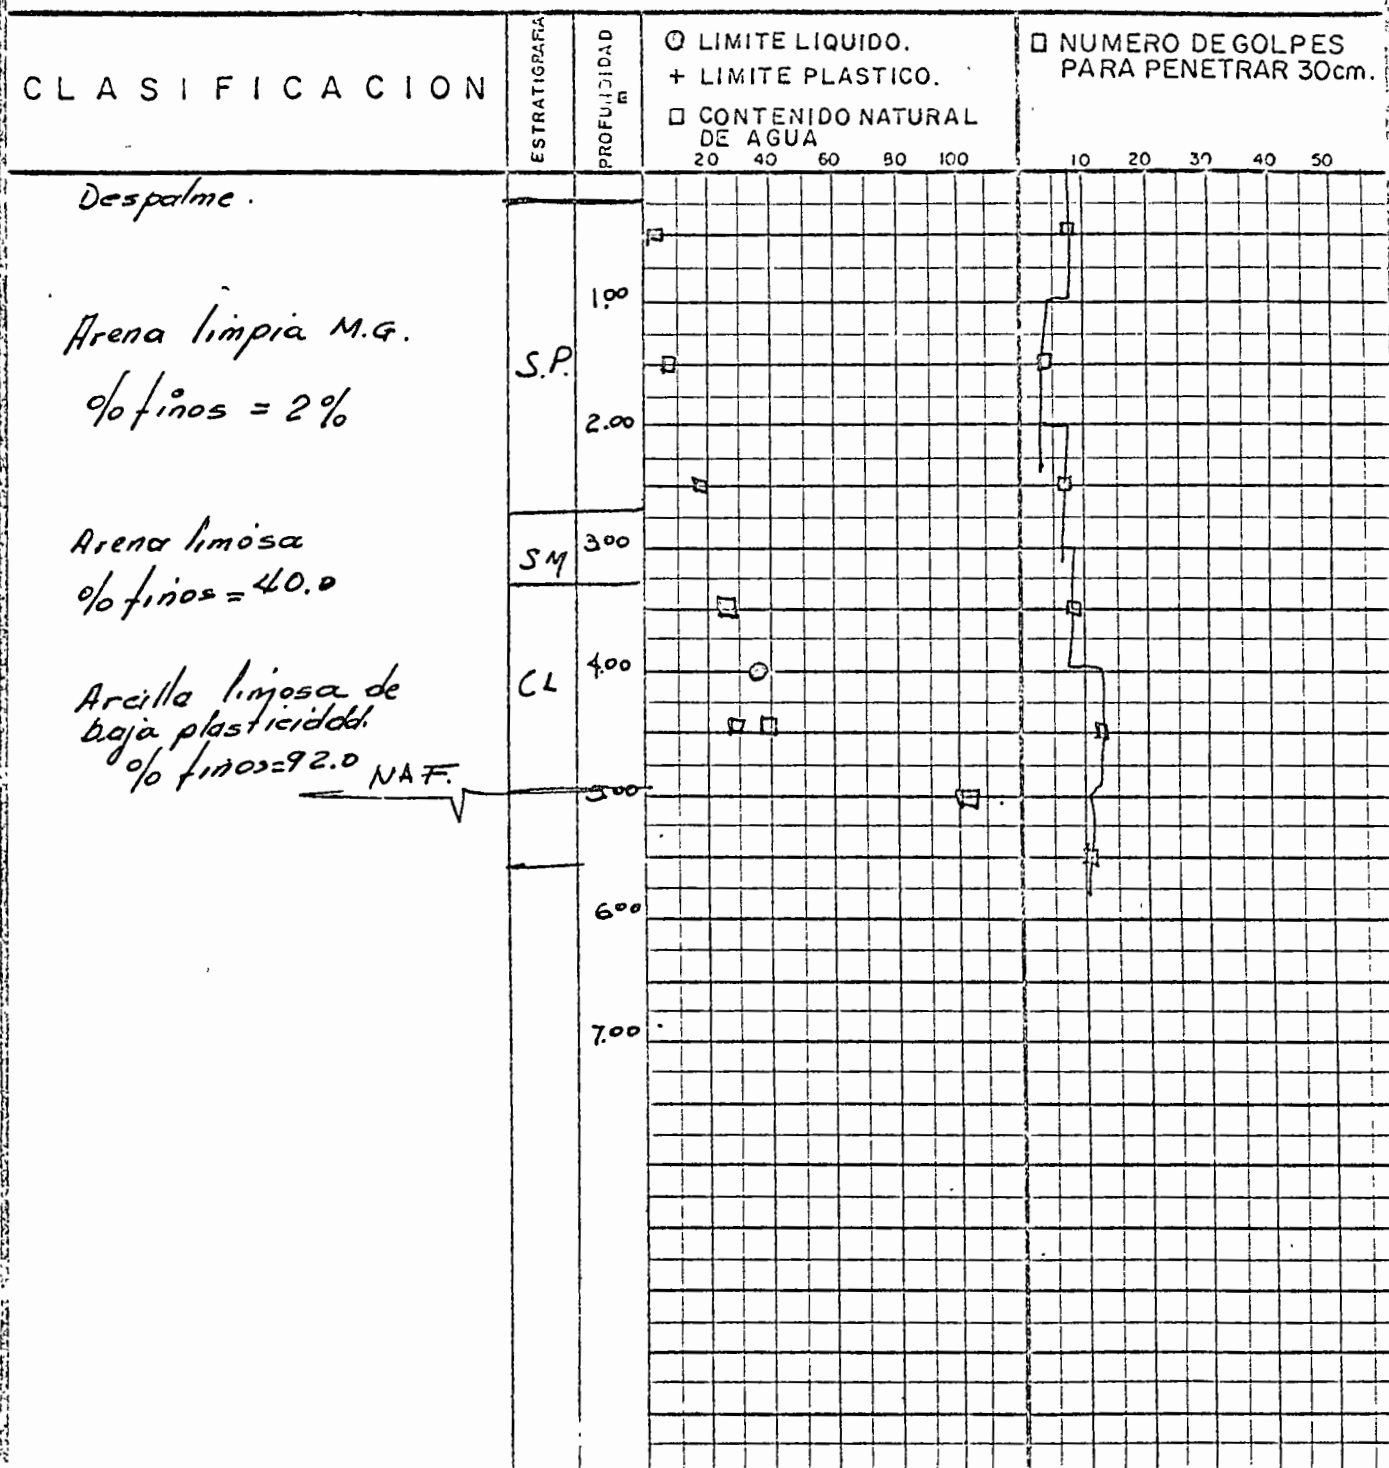 CLASIFICACION
ESTRATIGRAFIA
PROFUNDIDAD
m
⊙ LIMITE LIQUIDO.
+ LIMITE PLASTICO.
□ CONTENIDO NATURAL
DE AGUA
20 40 60 80 100
□ NUMERO DE GOLPES
PARA PENETRAR 30cm.
10 20 30 40 50
Despalme.
1.00
Arena limpia M.G.
S.P.
% finos = 2%
2.00
Arena limosa
SM
3.00
% finos = 40.0
4.00
CL
Arcilla limosa de
baja plasticidad.
% finos = 92.0
NAF.
5.00
6.00
7.00